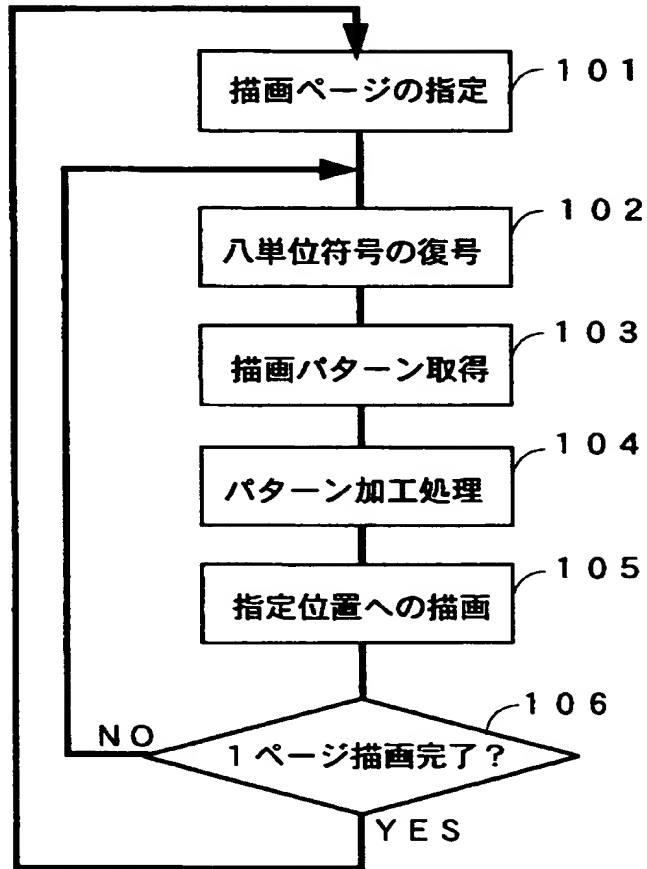 描画ページの指定
１０１
八単位符号の復号
１０２
描画パターン取得
１０３
パターン加工処理
１０４
指定位置への描画
１０５
１ページ描画完了？
１０６
ＮＯ
ＹＥＳ